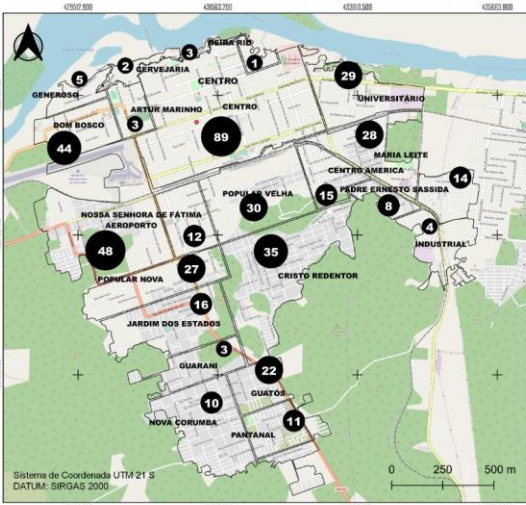 3
BEIRA RIO
2
1
5
CERVEJARIA
CENTRO
29
GENEROSO
ARTUR MARINHO
CENTRO
UNIVERSITÁRIO
DOM BOSCO
3
89
28
44
MARIA LEITE
CENTRO AMERICA
14
POPULAR VELHA
PADRE ERNESTO SASSIDA
15
NOSSA SENHORA DE FÁTIMA
30
8
AEROPORTO
4
12
INDUSTRIAL
48
35
27
POPULAR NOVA
CRISTO REDENTOR
16
JARDIM DOS ESTADOS
3
GUARANI
22
GUATÓS
10
11
NOVA CORUMBA
PANTANAL
Sistema de Coordenada UTM 21 S
DATUM: SIRGAS 2000
0 250 500 m